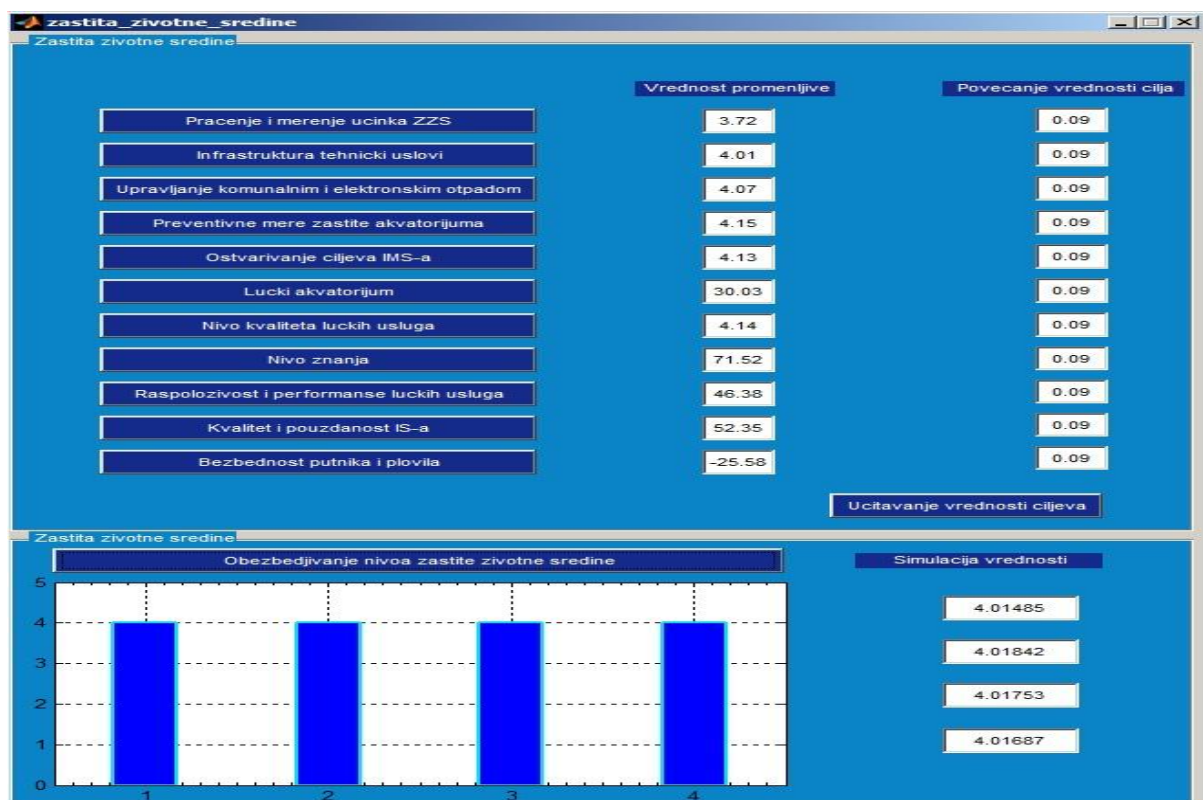 zastita_zivotne_sredine
Zastita zivotne sredine
Vrednost promenljive Povecanje vrednosti cilja
Pracenje i merenje ucinka ZZS 3.72 0.09
Infrastruktura tehnicki uslovi 4.01 0.09
Upravljanje komunalnim i elektronskim otpadom 4.07 0.09
Preventivne mere zastite akvatorijuma 4.15 0.09
Ostvarivanje ciljeva IMS-a 4.13 0.09
Lucki akvatorijum 30.03 0.09
Nivo kvaliteta luckih usluga 4.14 0.09
Nivo znanja 71.52 0.09
Raspolozivost i performanse luckih usluga 46.38 0.09
Kvalitet i pouzdanost IS-a 52.35 0.09
Bezbednost putnika i plovila -25.58 0.09
Ucitavanje vrednosti ciljeva
Zastita zivotne sredine
Obezbedjivanje nivoa zastite zivotne sredine Simulacija vrednosti
5
4
3
2
1
0
1 2 3 4
4.01485
4.01842
4.01753
4.01687